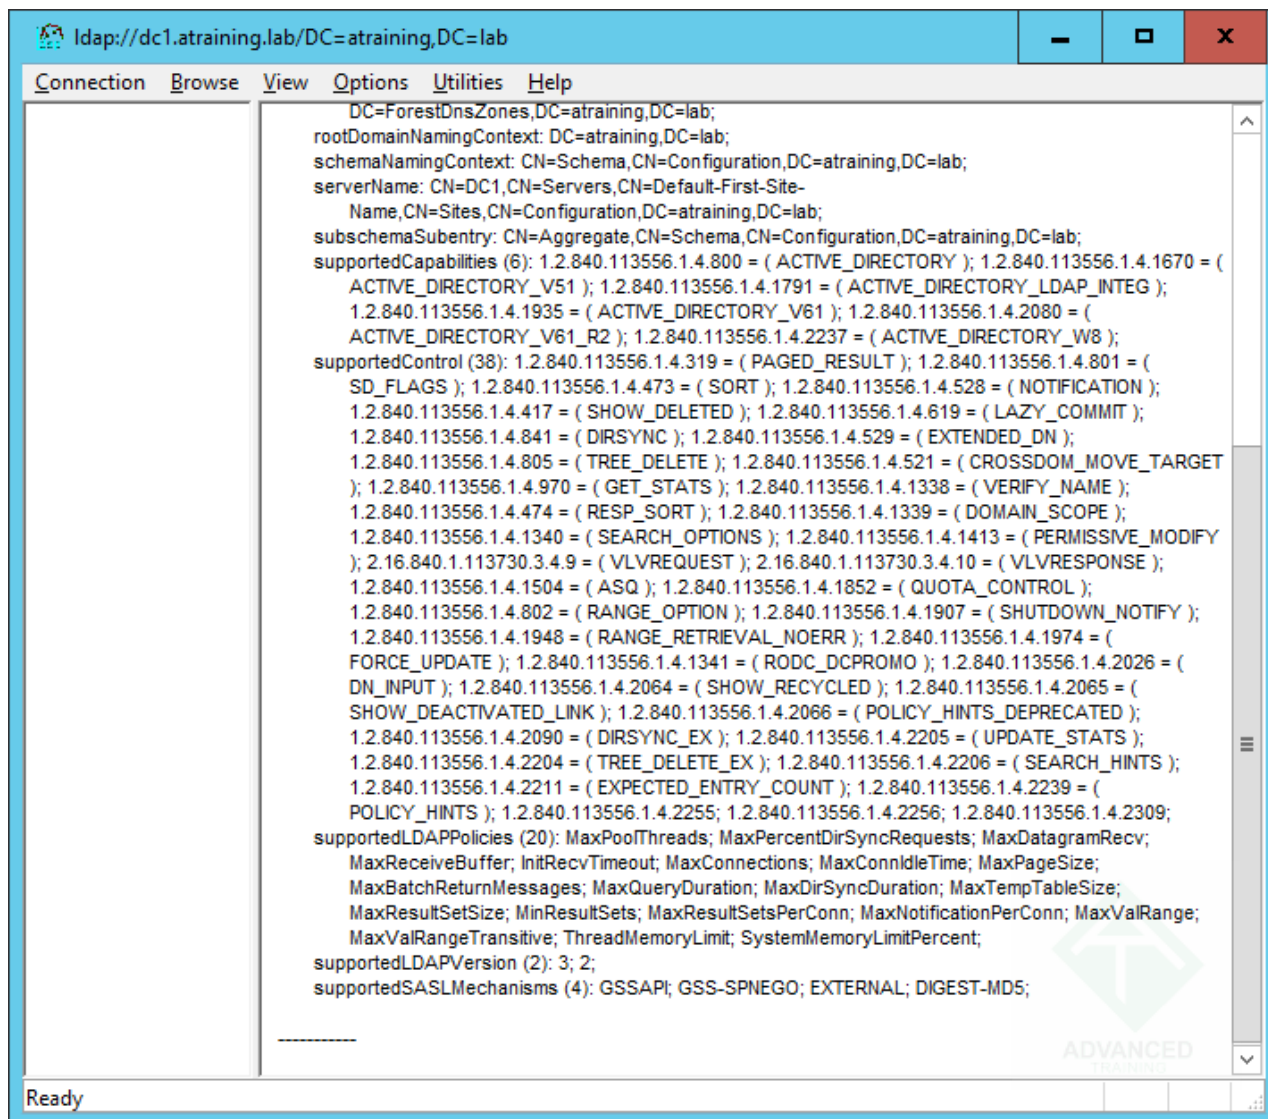 ldap://dc1.atraining.lab/DC=atraining,DC=lab
Connection Browse View Options Utilities Help
DC=ForestDnsZones,DC=atraining,DC=lab;
rootDomainNamingContext: DC=atraining,DC=lab;
schemaNamingContext: CN=Schema,CN=Configuration,DC=atraining,DC=lab;
serverName: CN=DC1,CN=Servers,CN=Default-First-Site-
Name,CN=Sites,CN=Configuration,DC=atraining,DC=lab;
subschemaSubentry: CN=Aggregate,CN=Schema,CN=Configuration,DC=atraining,DC=lab;
supportedCapabilities (6): 1.2.840.113556.1.4.800 = ( ACTIVE_DIRECTORY ); 1.2.840.113556.1.4.1670 = (
ACTIVE_DIRECTORY_V51 ); 1.2.840.113556.1.4.1791 = ( ACTIVE_DIRECTORY_LDAP_INTEG );
1.2.840.113556.1.4.1935 = ( ACTIVE_DIRECTORY_V61 ); 1.2.840.113556.1.4.2080 = (
ACTIVE_DIRECTORY_V61_R2 ); 1.2.840.113556.1.4.2237 = ( ACTIVE_DIRECTORY_W8 );
supportedControl (38): 1.2.840.113556.1.4.319 = ( PAGED_RESULT ); 1.2.840.113556.1.4.801 = (
SD_FLAGS ); 1.2.840.113556.1.4.473 = ( SORT ); 1.2.840.113556.1.4.528 = ( NOTIFICATION );
1.2.840.113556.1.4.417 = ( SHOW_DELETED ); 1.2.840.113556.1.4.619 = ( LAZY_COMMIT );
1.2.840.113556.1.4.841 = ( DIRSYNC ); 1.2.840.113556.1.4.529 = ( EXTENDED_DN );
1.2.840.113556.1.4.805 = ( TREE_DELETE ); 1.2.840.113556.1.4.521 = ( CROSSDOM_MOVE_TARGET
); 1.2.840.113556.1.4.970 = ( GET_STATS ); 1.2.840.113556.1.4.1338 = ( VERIFY_NAME );
1.2.840.113556.1.4.474 = ( RESP_SORT ); 1.2.840.113556.1.4.1339 = ( DOMAIN_SCOPE );
1.2.840.113556.1.4.1340 = ( SEARCH_OPTIONS ); 1.2.840.113556.1.4.1413 = ( PERMISSIVE_MODIFY
); 2.16.840.1.113730.3.4.9 = ( VLVREQUEST ); 2.16.840.1.113730.3.4.10 = ( VLVRESPONSE );
1.2.840.113556.1.4.1504 = ( ASQ ); 1.2.840.113556.1.4.1852 = ( QUOTA_CONTROL );
1.2.840.113556.1.4.802 = ( RANGE_OPTION ); 1.2.840.113556.1.4.1907 = ( SHUTDOWN_NOTIFY );
1.2.840.113556.1.4.1948 = ( RANGE_RETRIEVAL_NOERR ); 1.2.840.113556.1.4.1974 = (
FORCE_UPDATE ); 1.2.840.113556.1.4.1341 = ( RODC_DCPROMO ); 1.2.840.113556.1.4.2026 = (
DN_INPUT ); 1.2.840.113556.1.4.2064 = ( SHOW_RECYCLED ); 1.2.840.113556.1.4.2065 = (
SHOW_DEACTIVATED_LINK ); 1.2.840.113556.1.4.2066 = ( POLICY_HINTS_DEPRECATED );
1.2.840.113556.1.4.2090 = ( DIRSYNC_EX ); 1.2.840.113556.1.4.2205 = ( UPDATE_STATS );
1.2.840.113556.1.4.2204 = ( TREE_DELETE_EX ); 1.2.840.113556.1.4.2206 = ( SEARCH_HINTS );
1.2.840.113556.1.4.2211 = ( EXPECTED_ENTRY_COUNT ); 1.2.840.113556.1.4.2239 = (
POLICY_HINTS ); 1.2.840.113556.1.4.2255; 1.2.840.113556.1.4.2256; 1.2.840.113556.1.4.2309;
supportedLDAPPolicies (20): MaxPoolThreads; MaxPercentDirSyncRequests; MaxDatagramRecv;
MaxReceiveBuffer; InitRecvTimeout; MaxConnections; MaxConnIdleTime; MaxPageSize;
MaxBatchReturnMessages; MaxQueryDuration; MaxDirSyncDuration; MaxTempTableSize;
MaxResultSetSize; MinResultSets; MaxResultSetsPerConn; MaxNotificationPerConn; MaxValRange;
MaxValRangeTransitive; ThreadMemoryLimit; SystemMemoryLimitPercent;
supportedLDAPVersion (2): 3; 2;
supportedSASLMechanisms (4): GSSAPI; GSS-SPNEGO; EXTERNAL; DIGEST-MD5;
-----------
ADVANCED
TRAINING
Ready